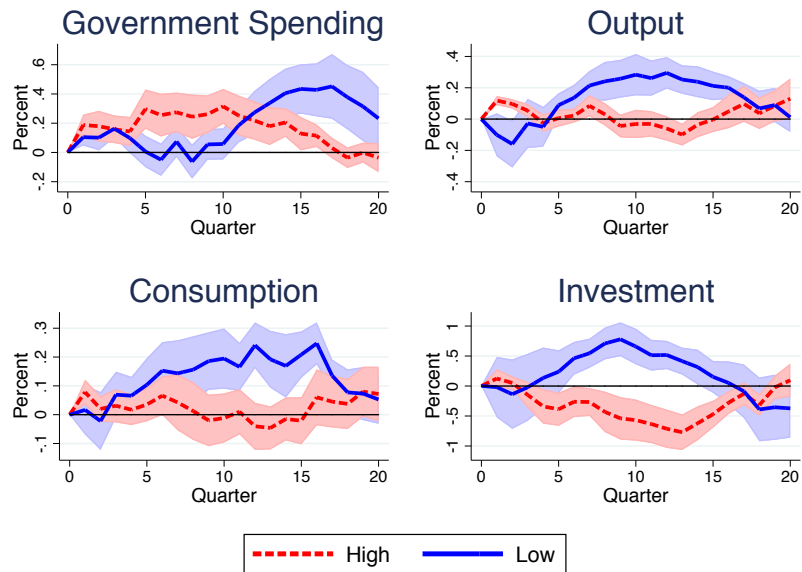 Government Spending
Output
Percent
-.2 0 .2 .4 .6
0 5 10 15 20
Quarter
Percent
-.4 -.2 0 .2 .4
0 5 10 15 20
Quarter
Consumption
Investment
Percent
-.1 0 .1 .2 .3
0 5 10 15 20
Quarter
Percent
-1 -.5 0 .5 1
0 5 10 15 20
Quarter
High Low